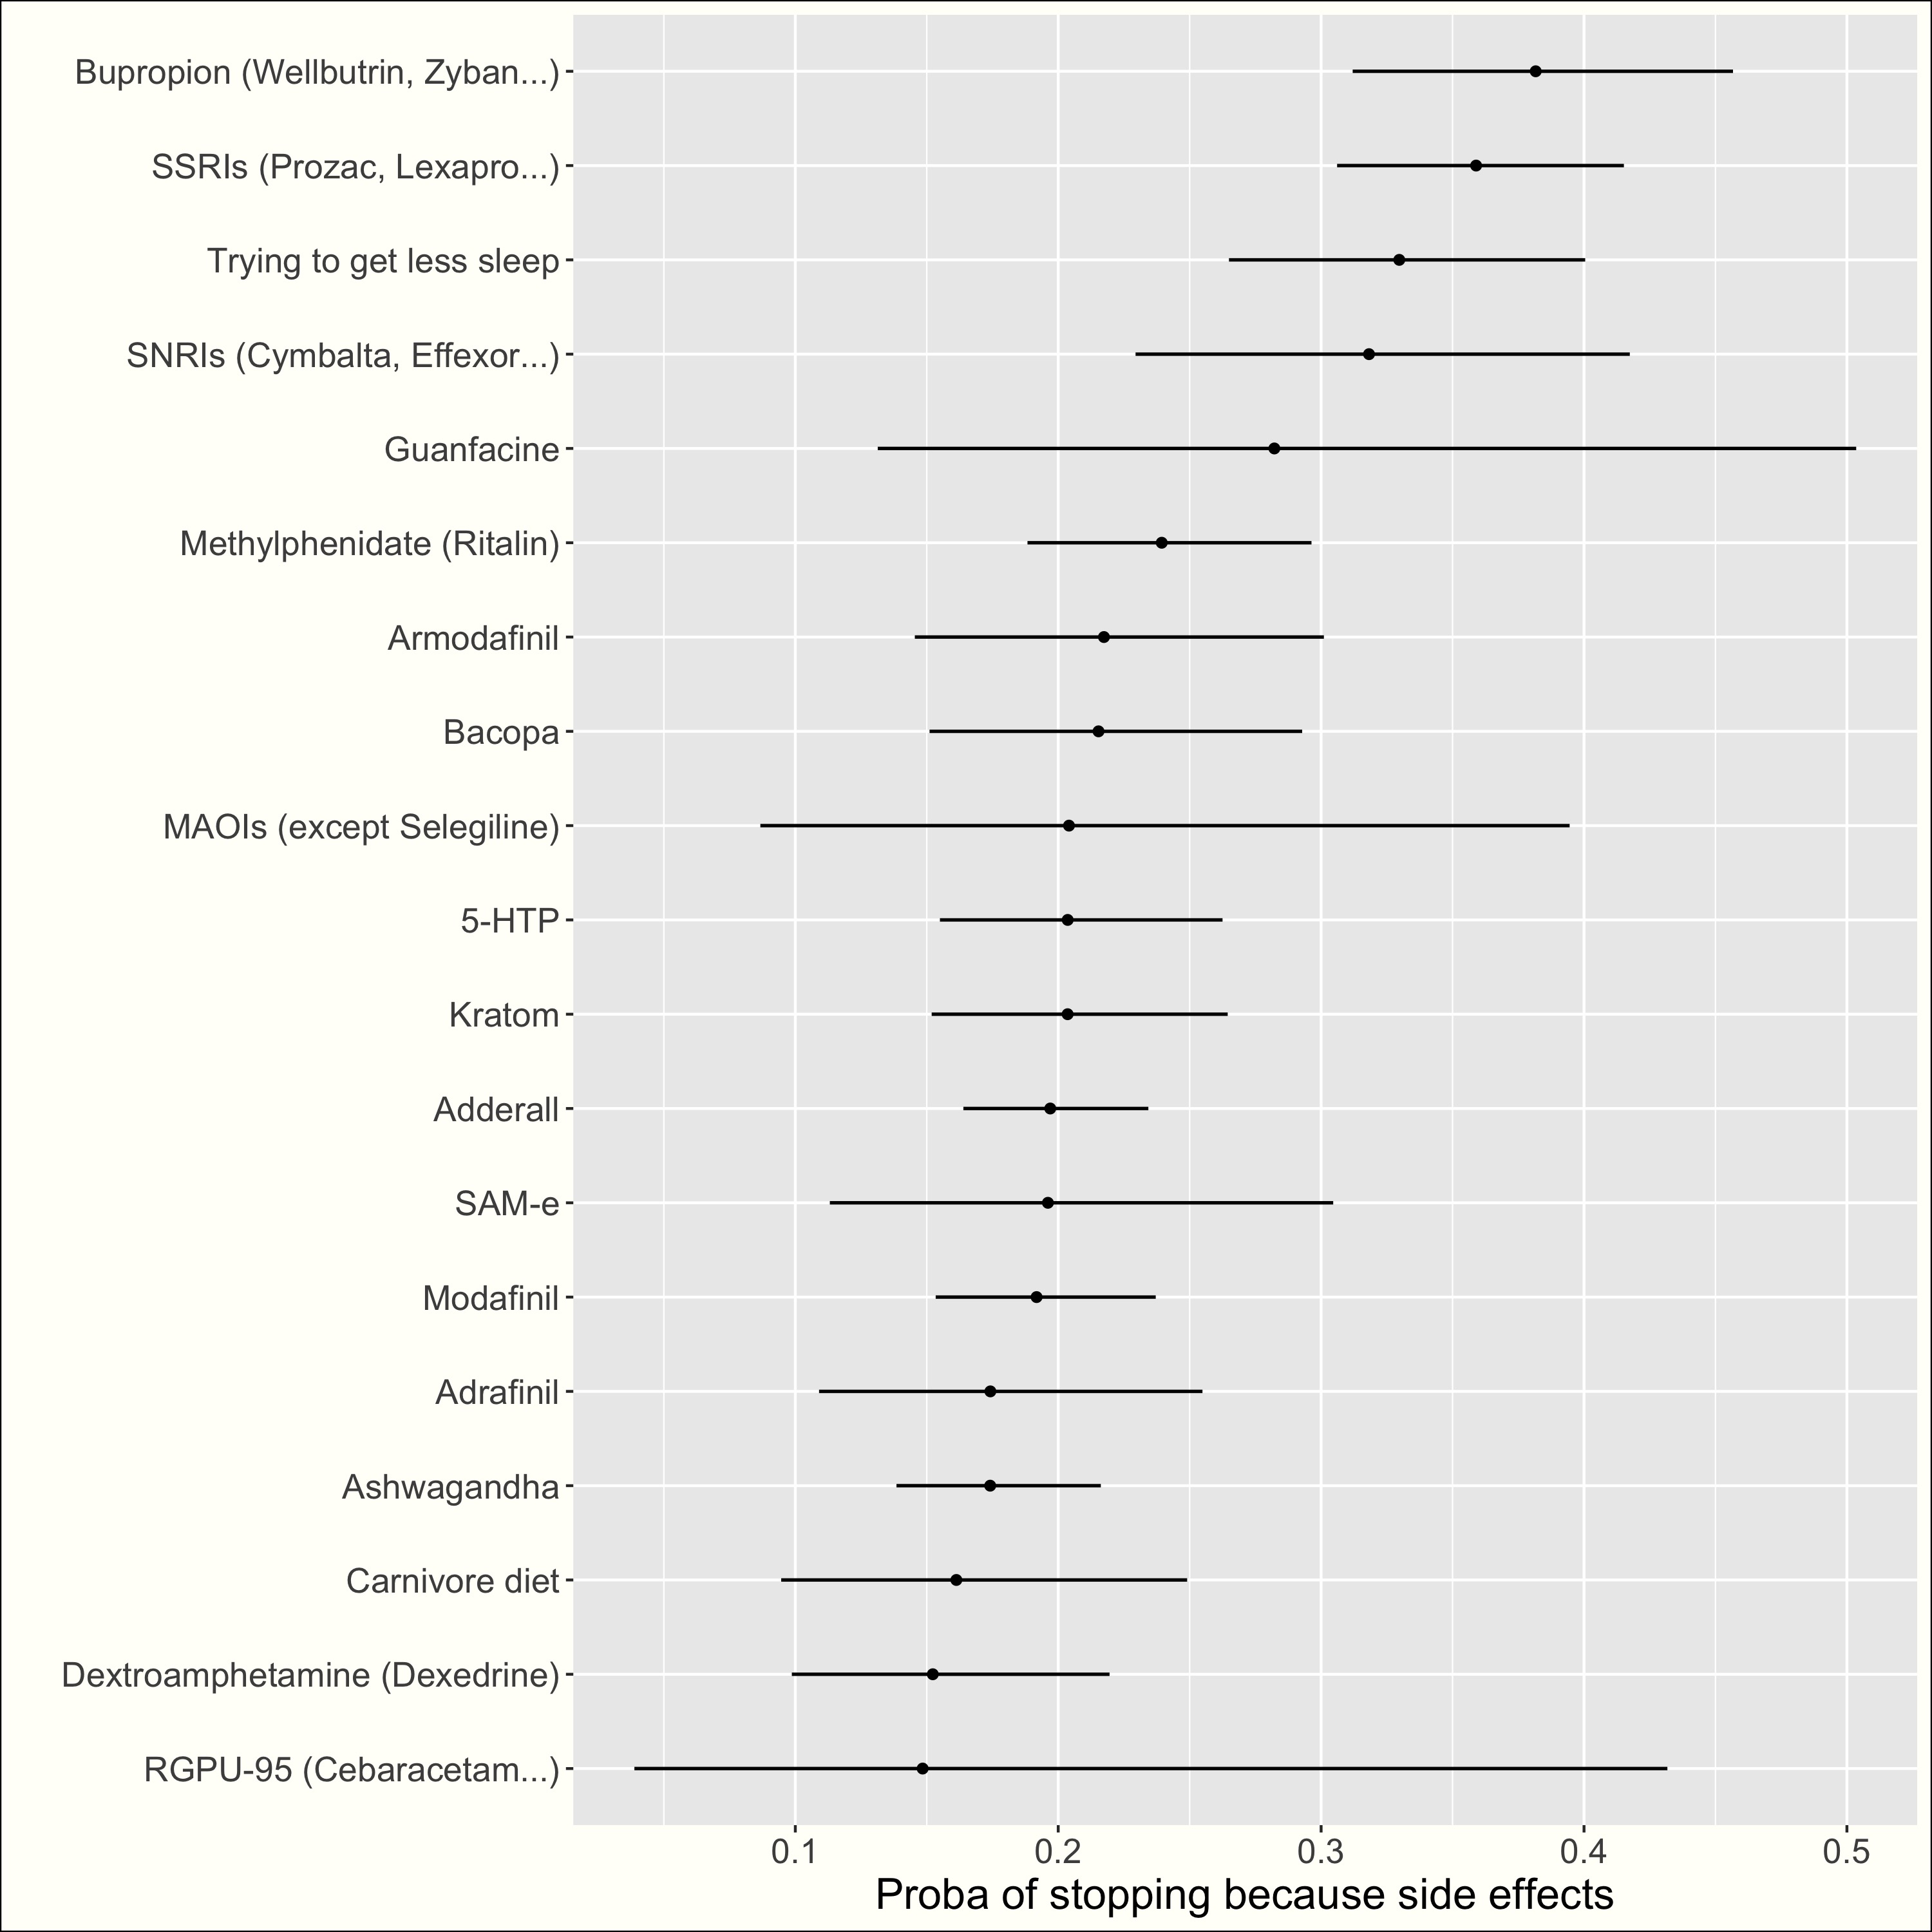 Bupropion (Wellbutrin, Zyban...)
SSRIs (Prozac, Lexapro...)
Trying to get less sleep
SNRIs (Cymbalta, Effexor...)
Guanfacine
Methylphenidate (Ritalin)
Armodafinil
Bacopa
MAOIs (except Selegiline)
5-HTP
Kratom
Adderall
SAM-e
Modafinil
Adrafinil
Ashwagandha
Carnivore diet
Dextroamphetamine (Dexedrine)
RGPU-95 (Cebaracetam...)
0.1 0.2 0.3 0.4 0.5
Proba of stopping because side effects